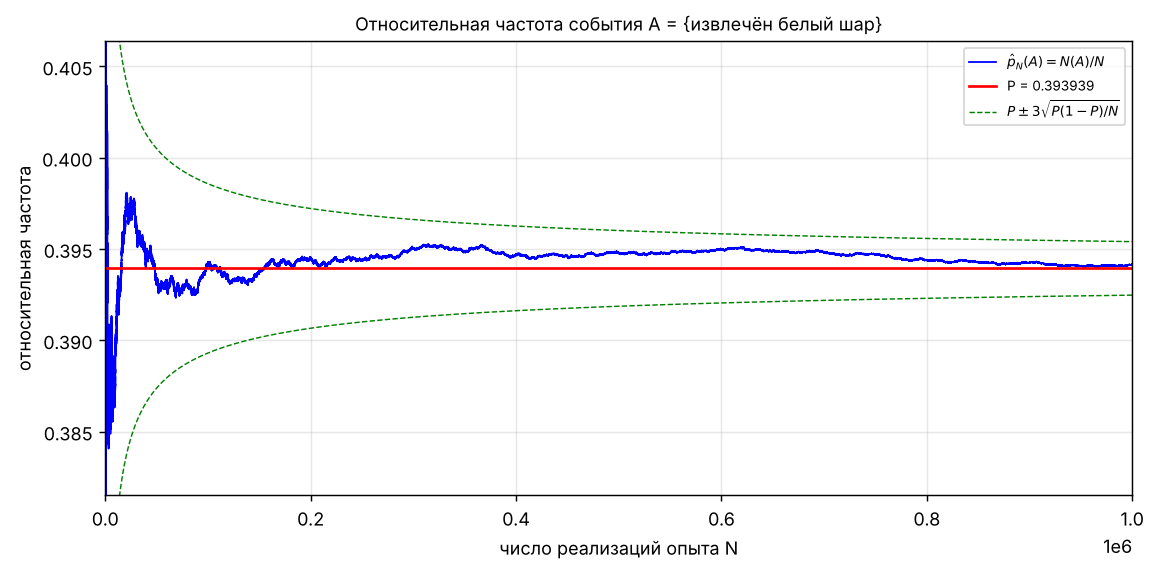 Относительная частота события A = {извлечён белый шар}
p̂_N(A) = N(A)/N
P = 0.393939
P ± 3√P(1 − P)/N
относительная частота
0.405
0.400
0.395
0.390
0.385
0.0 0.2 0.4 0.6 0.8 1.0
1e6
число реализаций опыта N